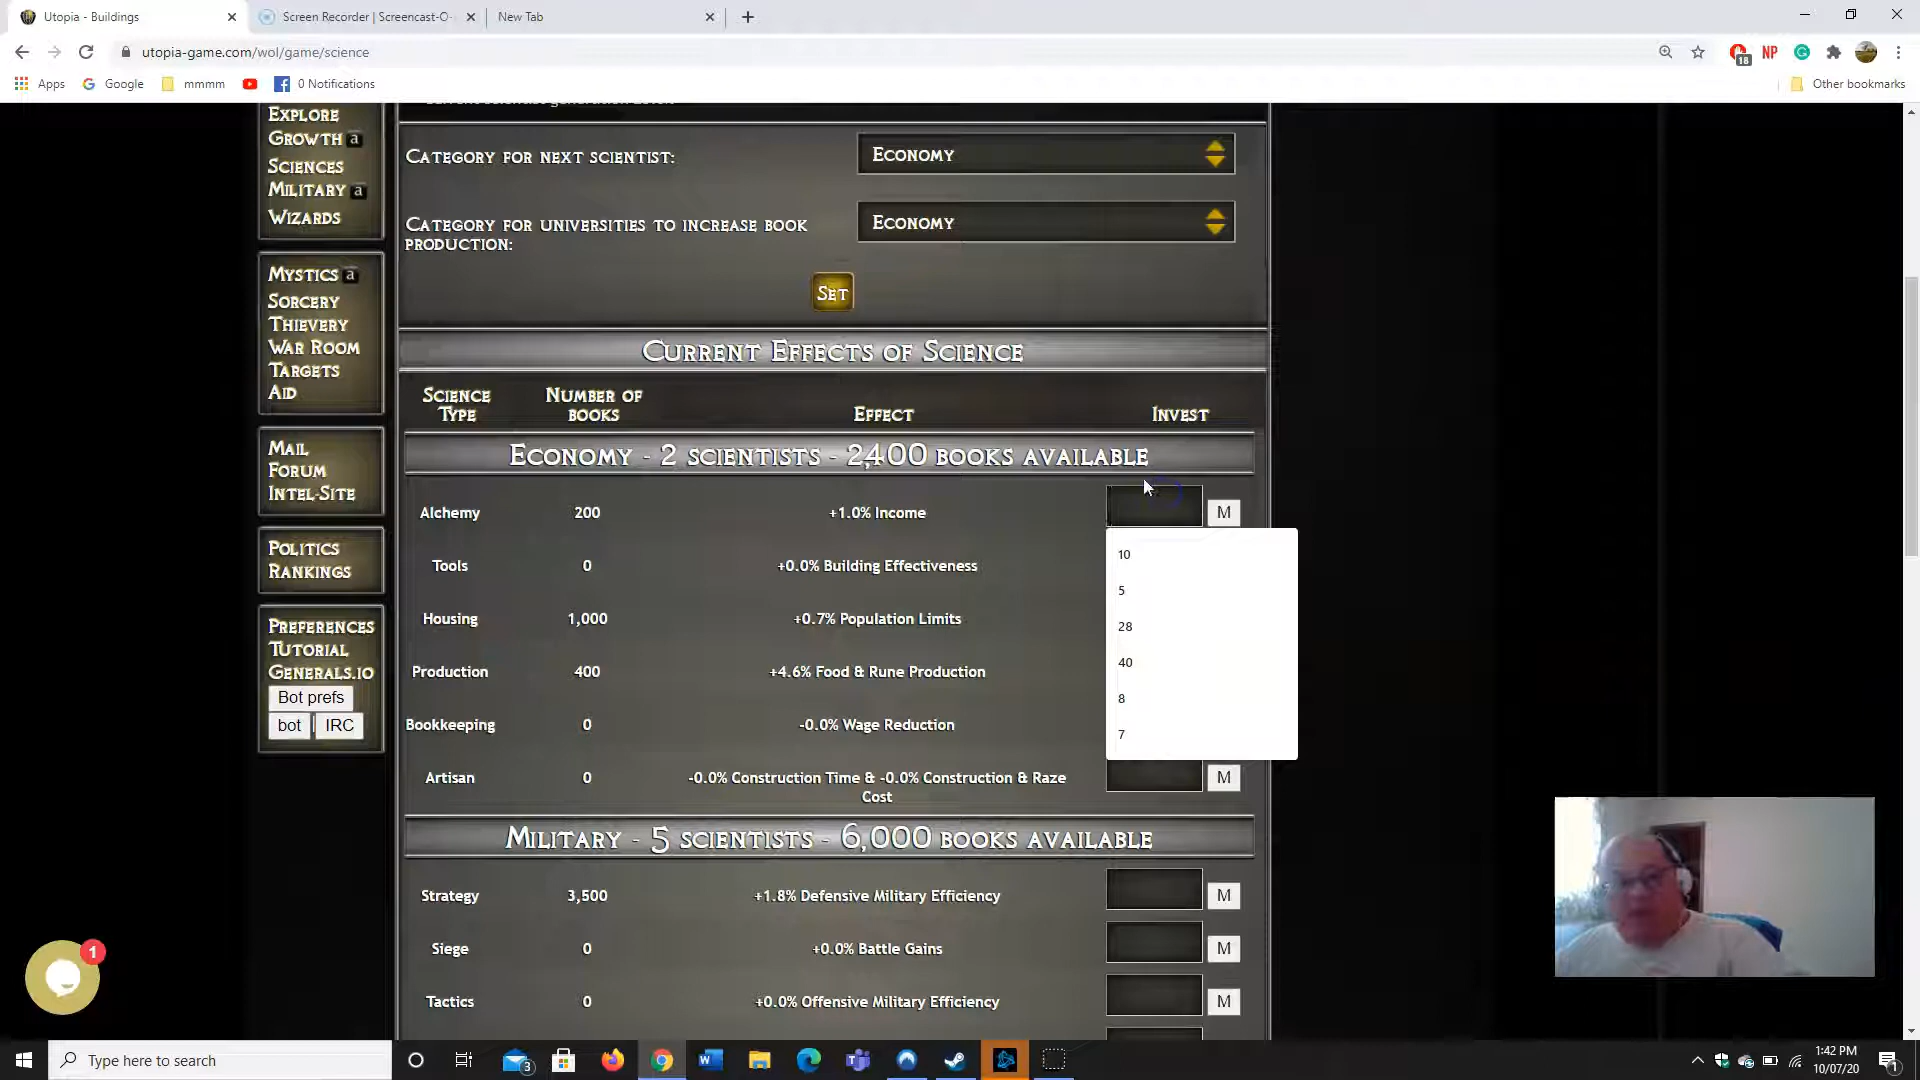 Utopia - Buildings
Screen Recorder | Screencast-O-
New Tab
utopia-game.com/wol/game/science
18
NP
Apps
Google
mmmm
0 Notifications
Other bookmarks
Explore
Growth a
Sciences
Military a
Wizards
Mystics a
Sorcery
Thievery
War Room
Targets
Aid
Mail
Forum
Intel-Site
Politics
Rankings
Preferences
Tutorial
Generals.io
Bot prefs
bot | IRC
Category for next scientist:
Economy
Category for universities to increase book
production:
Economy
Set
Current Effects of Science
Science Type
Number of Books
Effect
Invest
Economy - 2 scientists - 2,400 books available
Alchemy 200 +1.0% Income M
Tools 0 +0.0% Building Effectiveness
Housing 1,000 +0.7% Population Limits
Production 400 +4.6% Food & Rune Production
Bookkeeping 0 -0.0% Wage Reduction
Artisan 0 -0.0% Construction Time & -0.0% Construction & Raze
Cost
M
10
5
28
40
8
7
Military - 5 scientists - 6,000 books available
Strategy 3,500 +1.8% Defensive Military Efficiency M
Siege 0 +0.0% Battle Gains M
Tactics 0 +0.0% Offensive Military Efficiency M
1
Type here to search
3
1:42 PM
10/07/20
1